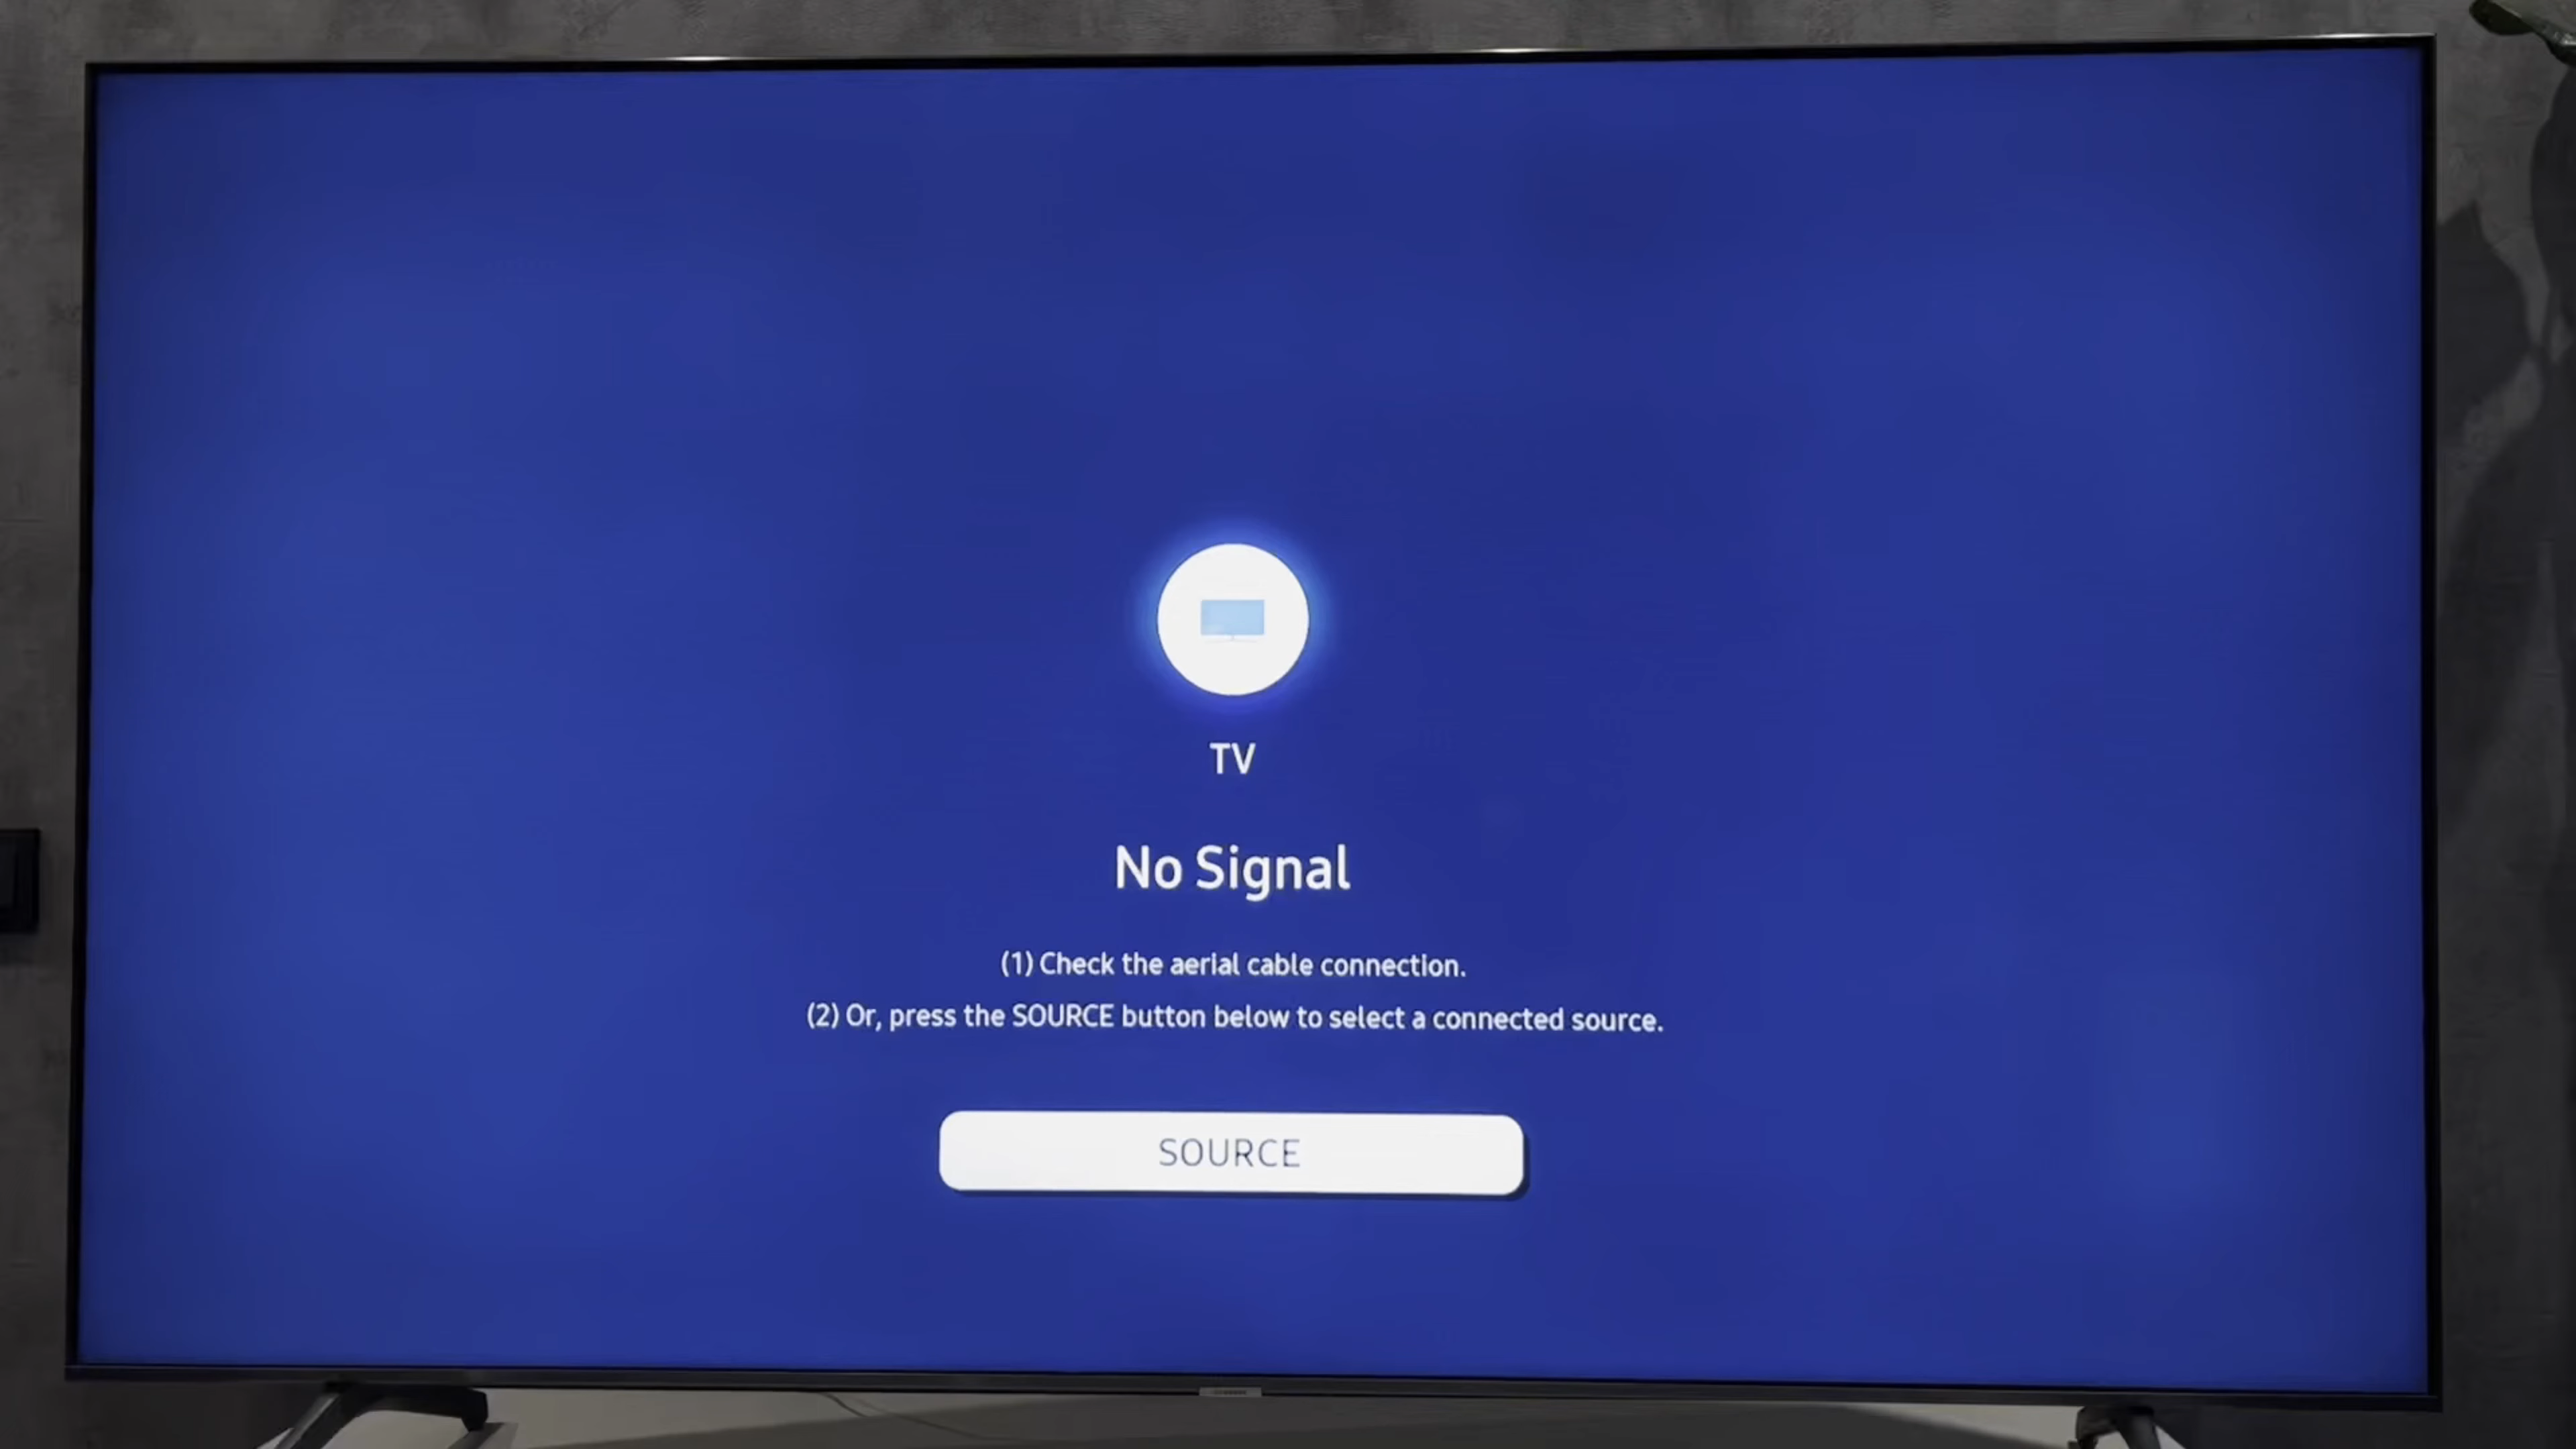 TV
No Signal
(1) Check the aerial cable connection.
(2) Or, press the SOURCE button below to select a connected source.
SOURCE